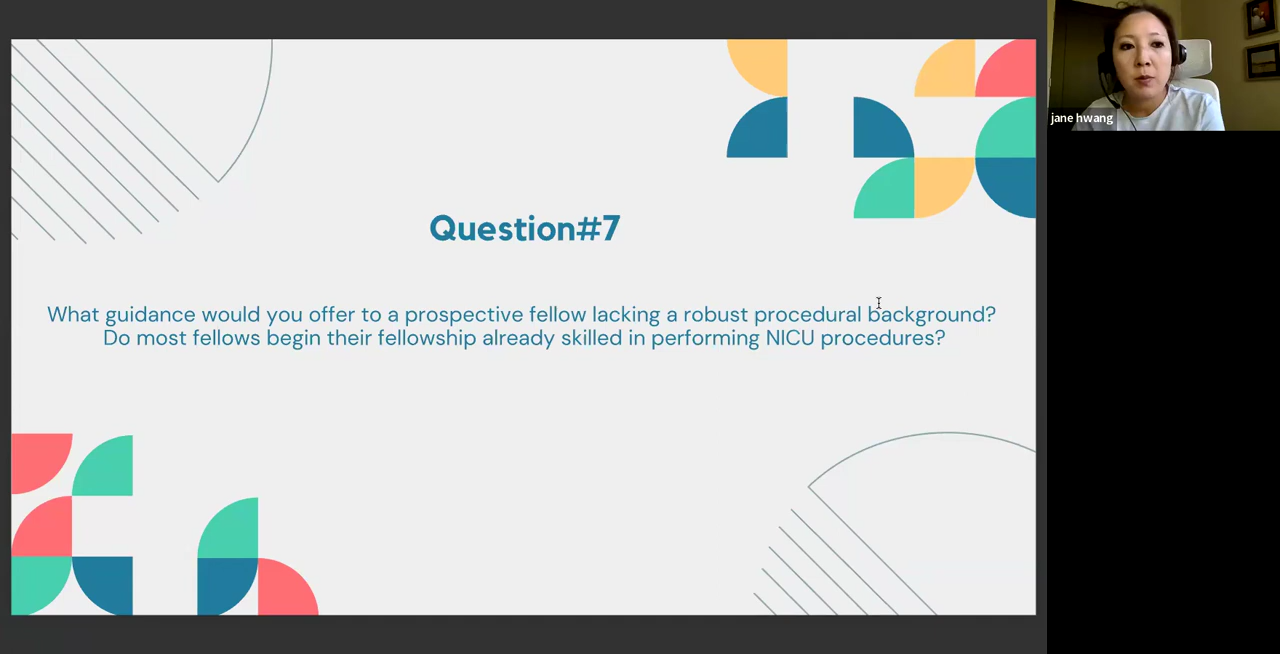 Question#7
What guidance would you offer to a prospective fellow lacking a robust procedural background?
Do most fellows begin their fellowship already skilled in performing NICU procedures?
jane hwang